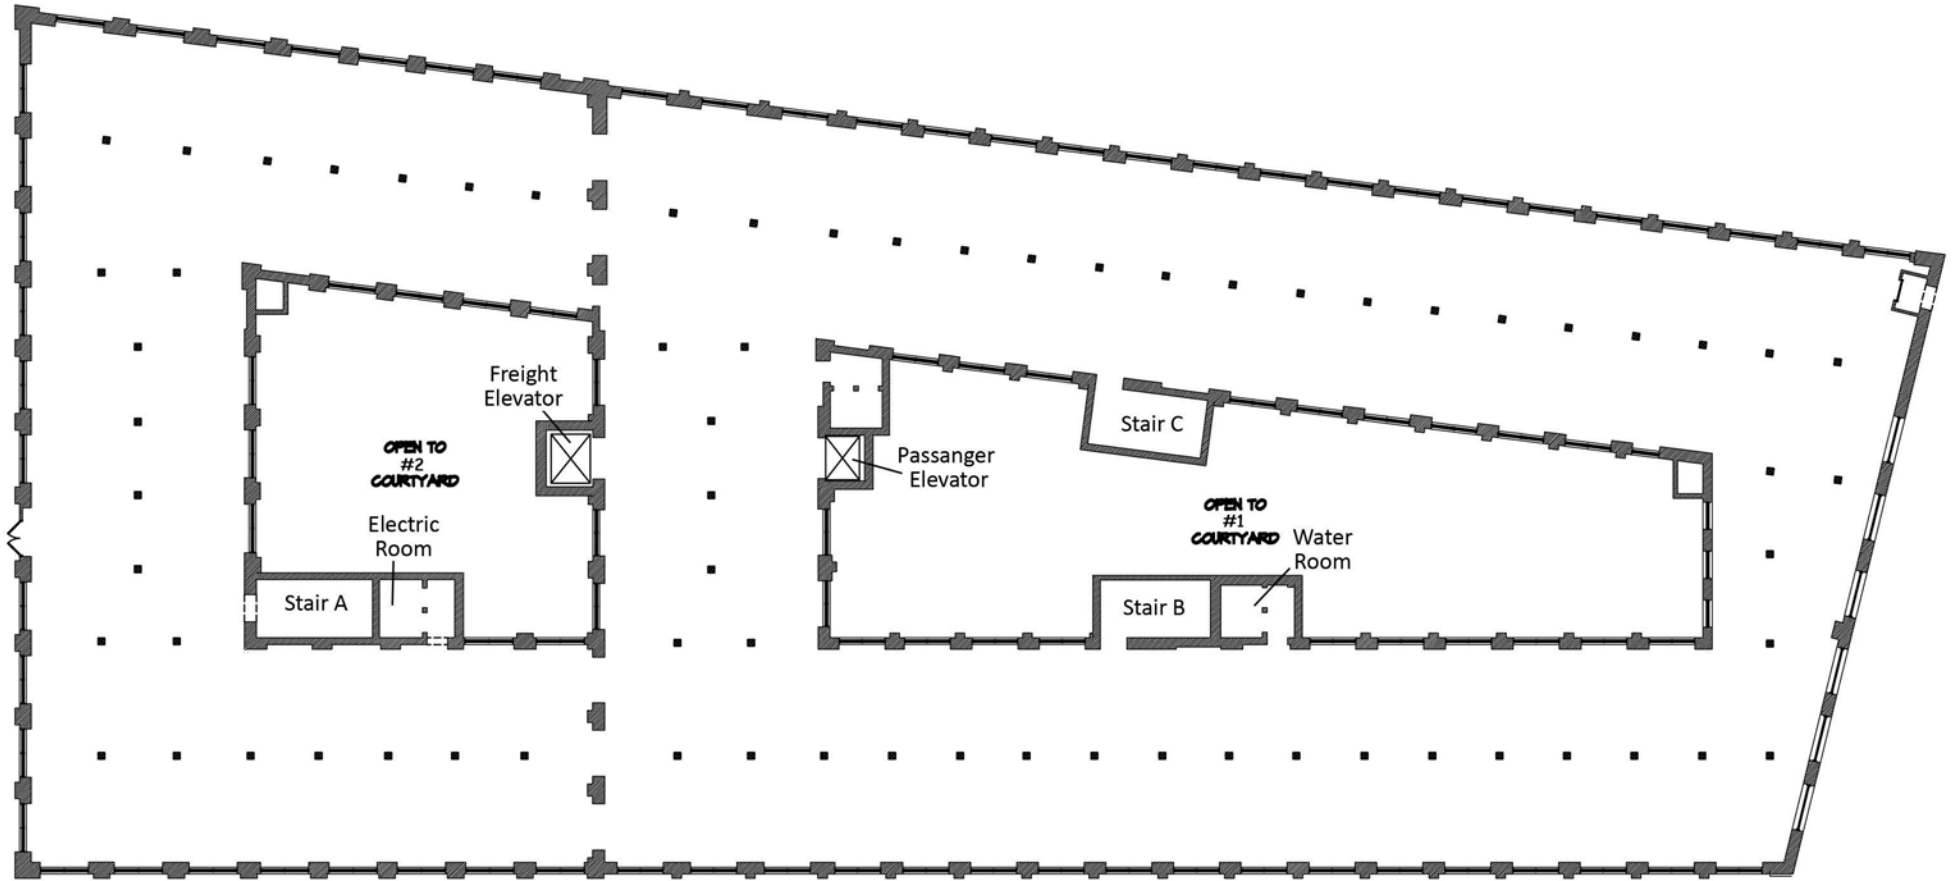 Freight
Elevator
Stair C
OPEN TO
#2
COURTYARD
Passanger
Elevator
OPEN TO
#1
COURTYARD
Electric
Room
Water
Room
Stair A
Stair B